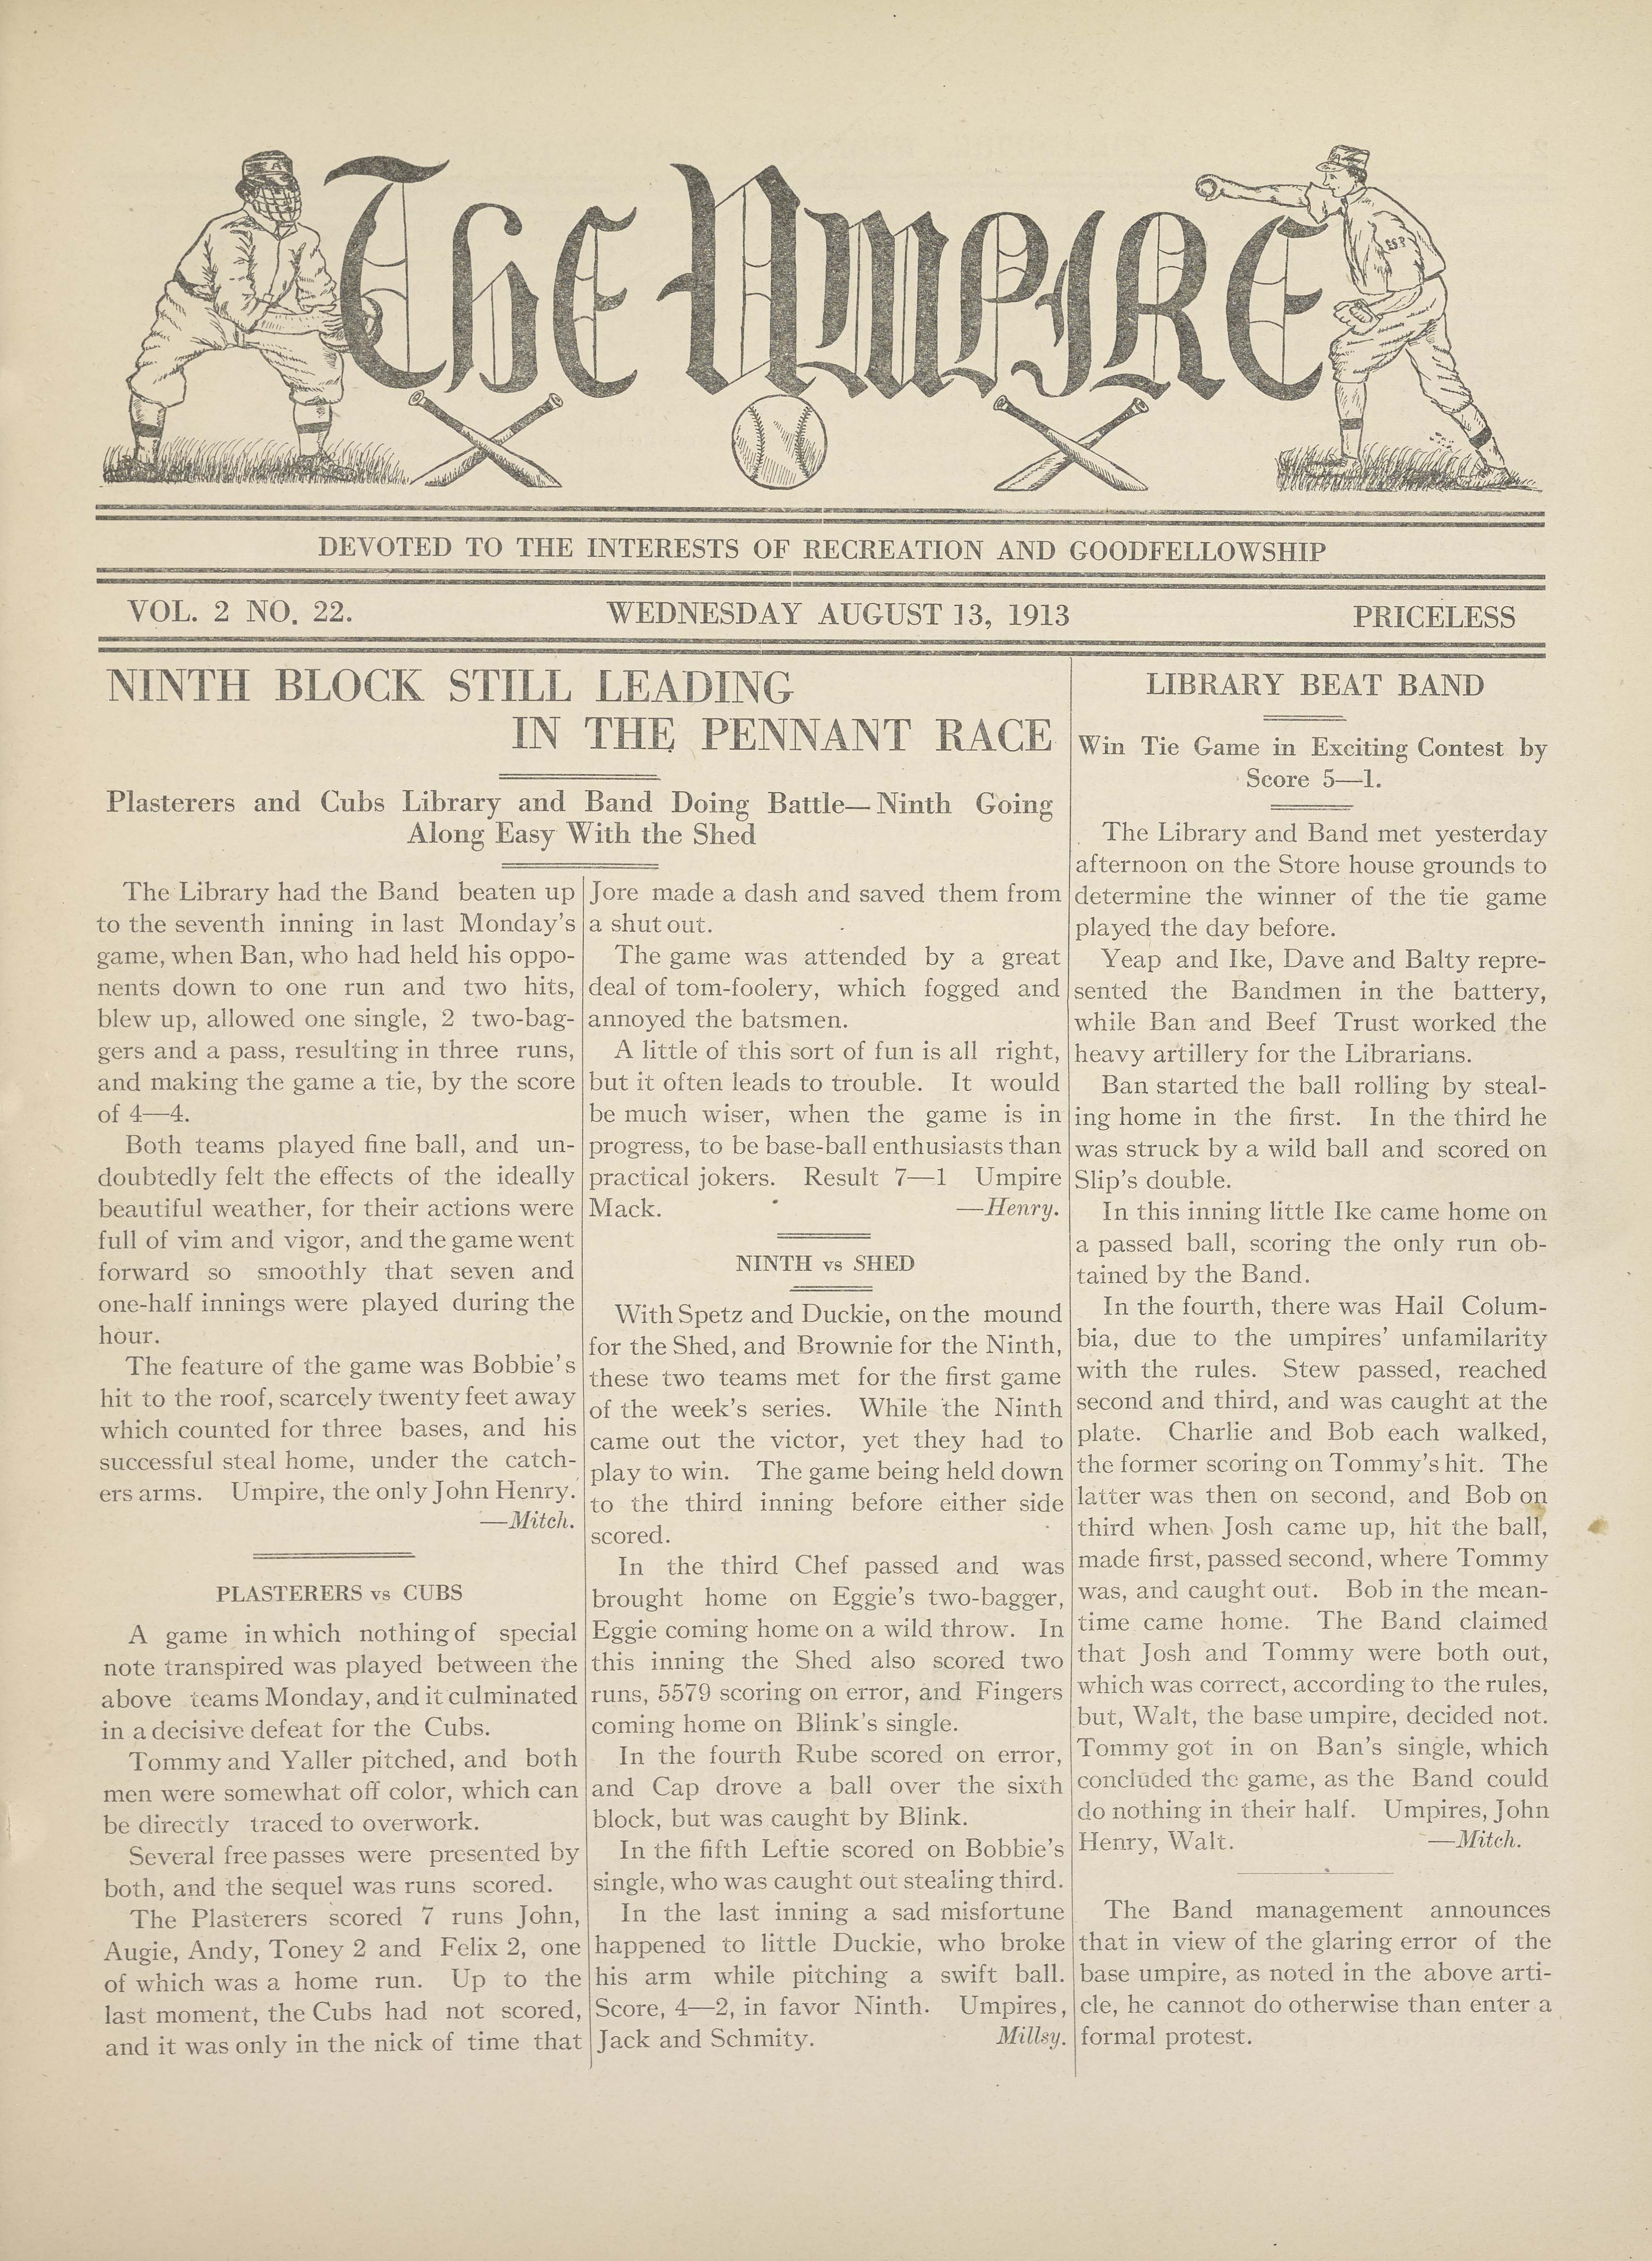 The Umpire
DEVOTED TO THE INTERESTS OF RECREATION AND GOODFELLOWSHIP
VOL. 2 NO. 22. WEDNESDAY AUGUST 13, 1913 PRICELESS
NINTH BLOCK STILL LEADING
IN THE PENNANT RACE
Plasterers and Cubs Library and Band Doing Battle—Ninth Going
Along Easy With the Shed
The Library had the Band beaten up
to the seventh inning in last Monday's
game, when Ban, who had held his oppo-
nents down to one run and two hits,
blew up, allowed one single, 2 two-bag-
gers and a pass, resulting in three runs,
and making the game a tie, by the score
of 4—4.
Both teams played fine ball, and un-
doubtedly felt the effects of the ideally
beautiful weather, for their actions were
full of vim and vigor, and the game went
forward so smoothly that seven and
one-half innings were played during the
hour.
The feature of the game was Bobbie's
hit to the roof, scarcely twenty feet away
which counted for three bases, and his
successful steal home, under the catch-
ers arms. Umpire, the only John Henry.
—Mitch.
PLASTERERS vs CUBS
A game in which nothing of special
note transpired was played between the
above teams Monday, and it culminated
in a decisive defeat for the Cubs.
Tommy and Yaller pitched, and both
men were somewhat off color, which can
be directly traced to overwork.
Several free passes were presented by
both, and the sequel was runs scored.
The Plasterers scored 7 runs John,
Augie, Andy, Toney 2 and Felix 2, one
of which was a home run. Up to the
last moment, the Cubs had not scored,
and it was only in the nick of time that
Jore made a dash and saved them from
a shut out.
The game was attended by a great
deal of tom-foolery, which fogged and
annoyed the batsmen.
A little of this sort of fun is all right,
but it often leads to trouble. It would
be much wiser, when the game is in
progress, to be base-ball enthusiasts than
practical jokers. Result 7—1 Umpire
Mack. —Henry.
NINTH vs SHED
With Spetz and Duckie, on the mound
for the Shed, and Brownie for the Ninth,
these two teams met for the first game
of the week's series. While the Ninth
came out the victor, yet they had to
play to win. The game being held down
to the third inning before either side
scored.
In the third Chef passed and was
brought home on Eggie's two-bagger,
Eggie coming home on a wild throw. In
this inning the Shed also scored two
runs, 5579 scoring on error, and Fingers
coming home on Blink's single.
In the fourth Rube scored on error,
and Cap drove a ball over the sixth
block, but was caught by Blink.
In the fifth Leftie scored on Bobbie's
single, who was caught out stealing third.
In the last inning a sad misfortune
happened to little Duckie, who broke
his arm while pitching a swift ball.
Score, 4—2, in favor Ninth. Umpires,
Jack and Schmity. Millsy.
LIBRARY BEAT BAND
Win Tie Game in Exciting Contest by
Score 5—1.
The Library and Band met yesterday
afternoon on the Store house grounds to
determine the winner of the tie game
played the day before.
Yeap and Ike, Dave and Balty repre-
sented the Bandmen in the battery,
while Ban and Beef Trust worked the
heavy artillery for the Librarians.
Ban started the ball rolling by steal-
ing home in the first. In the third he
was struck by a wild ball and scored on
Slip's double.
In this inning little Ike came home on
a passed ball, scoring the only run ob-
tained by the Band.
In the fourth, there was Hail Colum-
bia, due to the umpires' unfamilarity
with the rules. Stew passed, reached
second and third, and was caught at the
plate. Charlie and Bob each walked,
the former scoring on Tommy's hit. The
latter was then on second, and Bob on
third when Josh came up, hit the ball,
made first, passed second, where Tommy
was, and caught out. Bob in the mean-
time came home. The Band claimed
that Josh and Tommy were both out,
which was correct, according to the rules,
but, Walt, the base umpire, decided not.
Tommy got in on Ban's single, which
concluded the game, as the Band could
do nothing in their half. Umpires, John
Henry, Walt. —Mitch.
The Band management announces
that in view of the glaring error of the
base umpire, as noted in the above arti-
cle, he cannot do otherwise than enter a
formal protest.